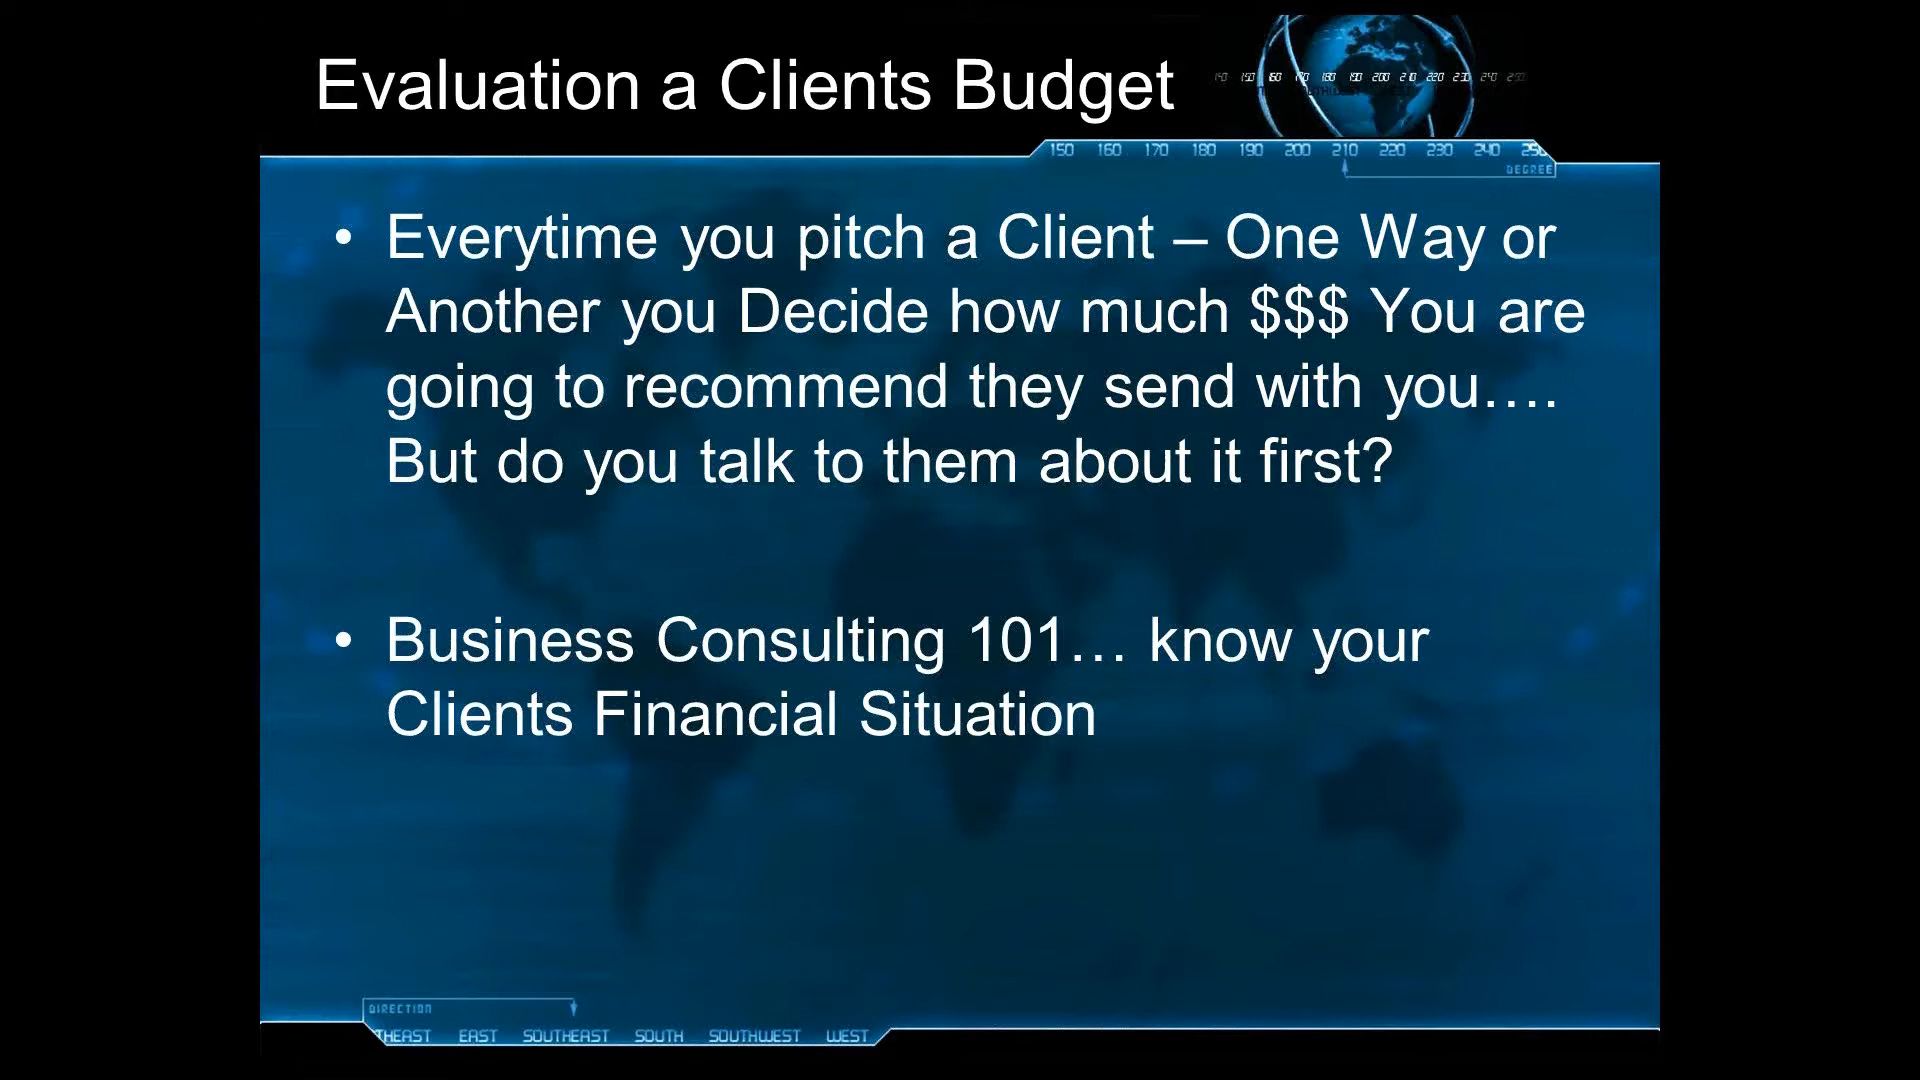 Evaluation a Clients Budget
150 160 170 180 190 200 210 220 230 240
DEGREE
• Everytime you pitch a Client – One Way or
Another you Decide how much $$$ You are
going to recommend they send with you….
But do you talk to them about it first?
• Business Consulting 101… know your
Clients Financial Situation
DIRECTION
THEAST EAST SOUTHEAST SOUTH SOUTHWEST WEST